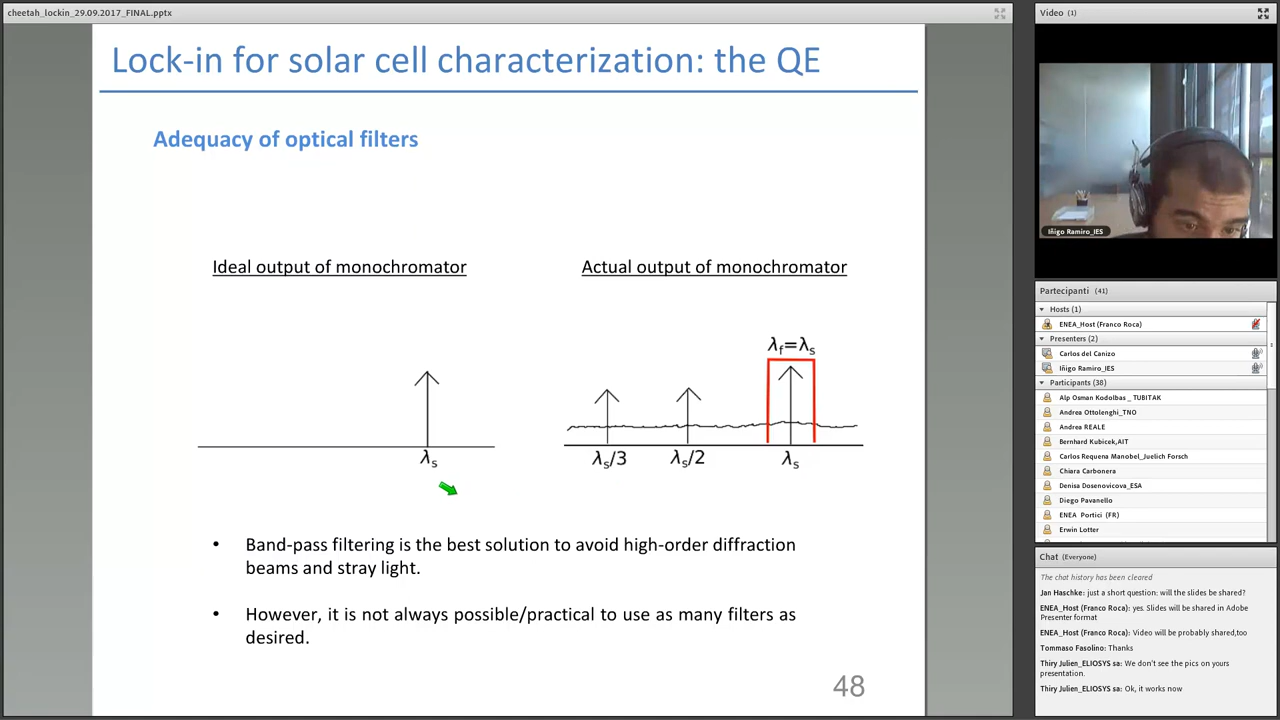 cheetah_lockin_29.09.2017_FINAL.pptx
Lock-in for solar cell characterization: the QE
Adequacy of optical filters
Ideal output of monochromator
Actual output of monochromator
λf=λs
λs
λs/3
λs/2
λs
• Band-pass filtering is the best solution to avoid high-order diffraction
beams and stray light.
• However, it is not always possible/practical to use as many filters as
desired.
48
Video (1)
Iñigo Ramiro_IES
Partecipanti (41)
Hosts (1)
ENEA_Host (Franco Roca)
Presenters (2)
Carlos del Canizo
Iñigo Ramiro_IES
Participants (38)
Alp Osman Kodolbas _ TUBITAK
Andrea Ottolenghi_TNO
Andrea REALE
Bernhard Kubicek,AIT
Carlos Requena Manobel_Juelich Forsch
Chiara Carbonera
Denisa Dosenovicova_ESA
Diego Pavanello
ENEA Portici (FR)
Erwin Lotter
Chat (Everyone)
The chat history has been cleared
Jan Haschke: just a short question: will the slides be shared?
ENEA_Host (Franco Roca): yes. Slides will be shared in Adobe
Presenter format
ENEA_Host (Franco Roca): Video will be probably shared,too
Tommaso Fasolino: Thanks
Thiry Julien_ELIOSYS sa: We don't see the pics on yours
presentation.
Thiry Julien_ELIOSYS sa: Ok, it works now